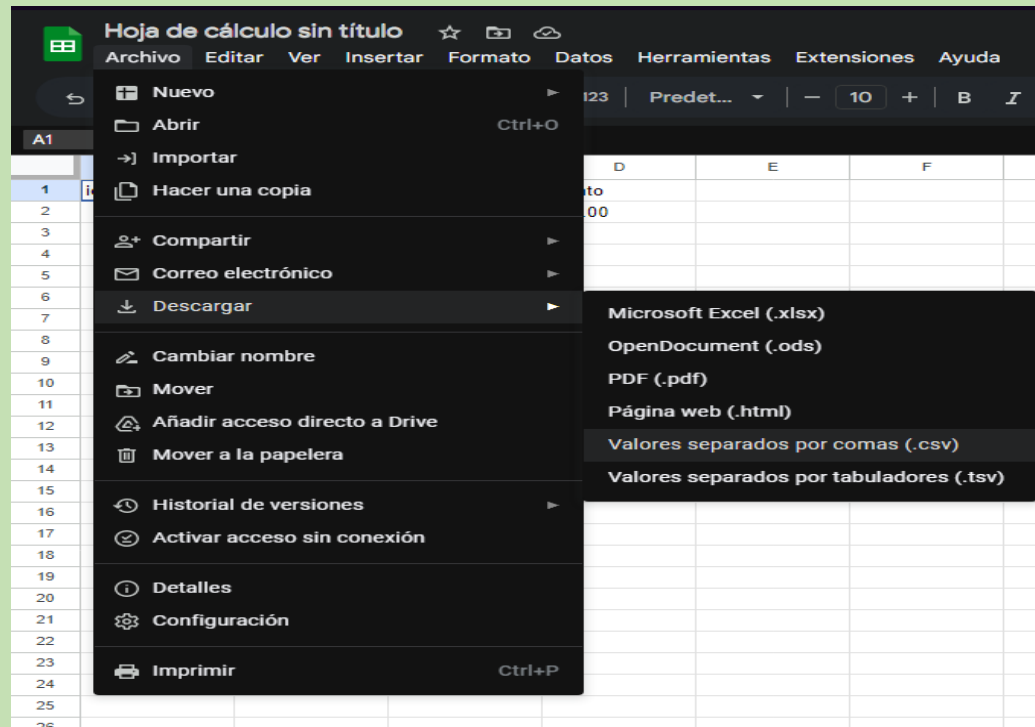 Hoja de cálculo sin título
Archivo Editar Ver Insertar Formato Datos Herramientas Extensiones Ayuda
Nuevo 123 Predet... 10 B I
Abrir Ctrl+O
A1
Importar
D E F
Hacer una copia
1
2 .00
3
Compartir
4
5 Correo electrónico
6
Descargar
7 Microsoft Excel (.xlsx)
8
OpenDocument (.ods)
9 Cambiar nombre
10 Mover PDF (.pdf)
11 Página web (.html)
12 Añadir acceso directo a Drive
13 Valores separados por comas (.csv)
Mover a la papelera
14
Valores separados por tabuladores (.tsv)
15
16 Historial de versiones
17
Activar acceso sin conexión
18
19
Detalles
20
21 Configuración
22
23
Imprimir Ctrl+P
24
25